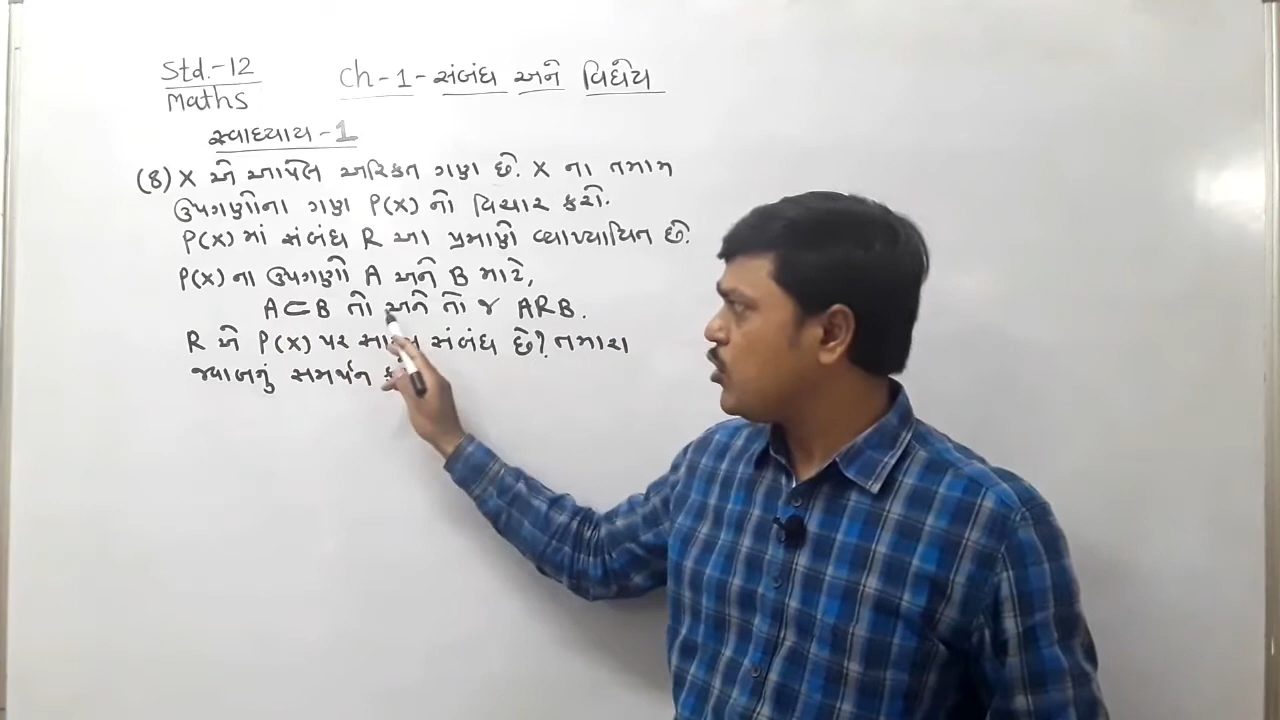 Std.-12
Maths
Ch-1-સંબંધ અને વિધેય
સ્વાધ્યાય-1
(8) X એ આપેલ અરિક્ત ગણ છે. X ના તમામ
ઉપગણોના ગણ P(X) નો વિચાર કરો.
P(X) માં સંબંધ R આ પ્રમાણે વ્યાખ્યાયિત છે.
P(X) ના ઉપગણો A અને B માટે,
A⊂B તો અને તો જ ARB.
R એ P(X) પર સામ્ય સંબંધ છે? તમારા
જવાબનું સમર્થન